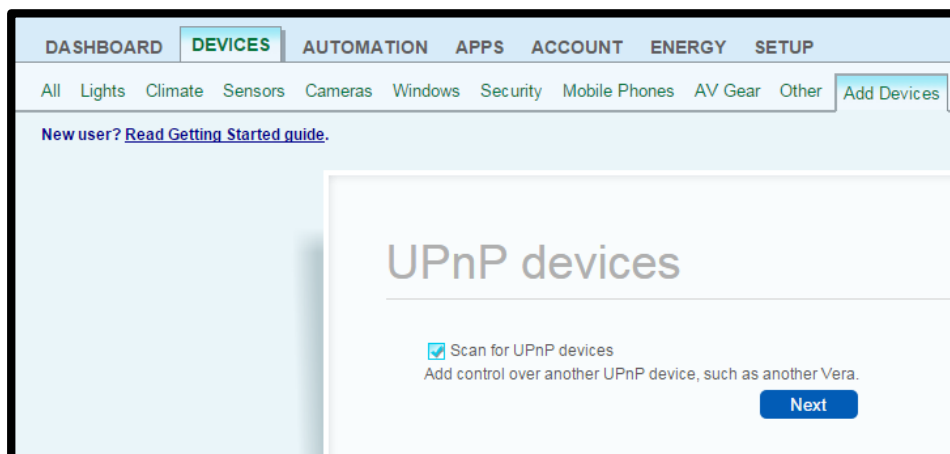 DASHBOARD DEVICES AUTOMATION APPS ACCOUNT ENERGY SETUP
All Lights Climate Sensors Cameras Windows Security Mobile Phones AV Gear Other Add Devices
New user? Read Getting Started guide.
UPnP devices
Scan for UPnP devices
Add control over another UPnP device, such as another Vera.
Next